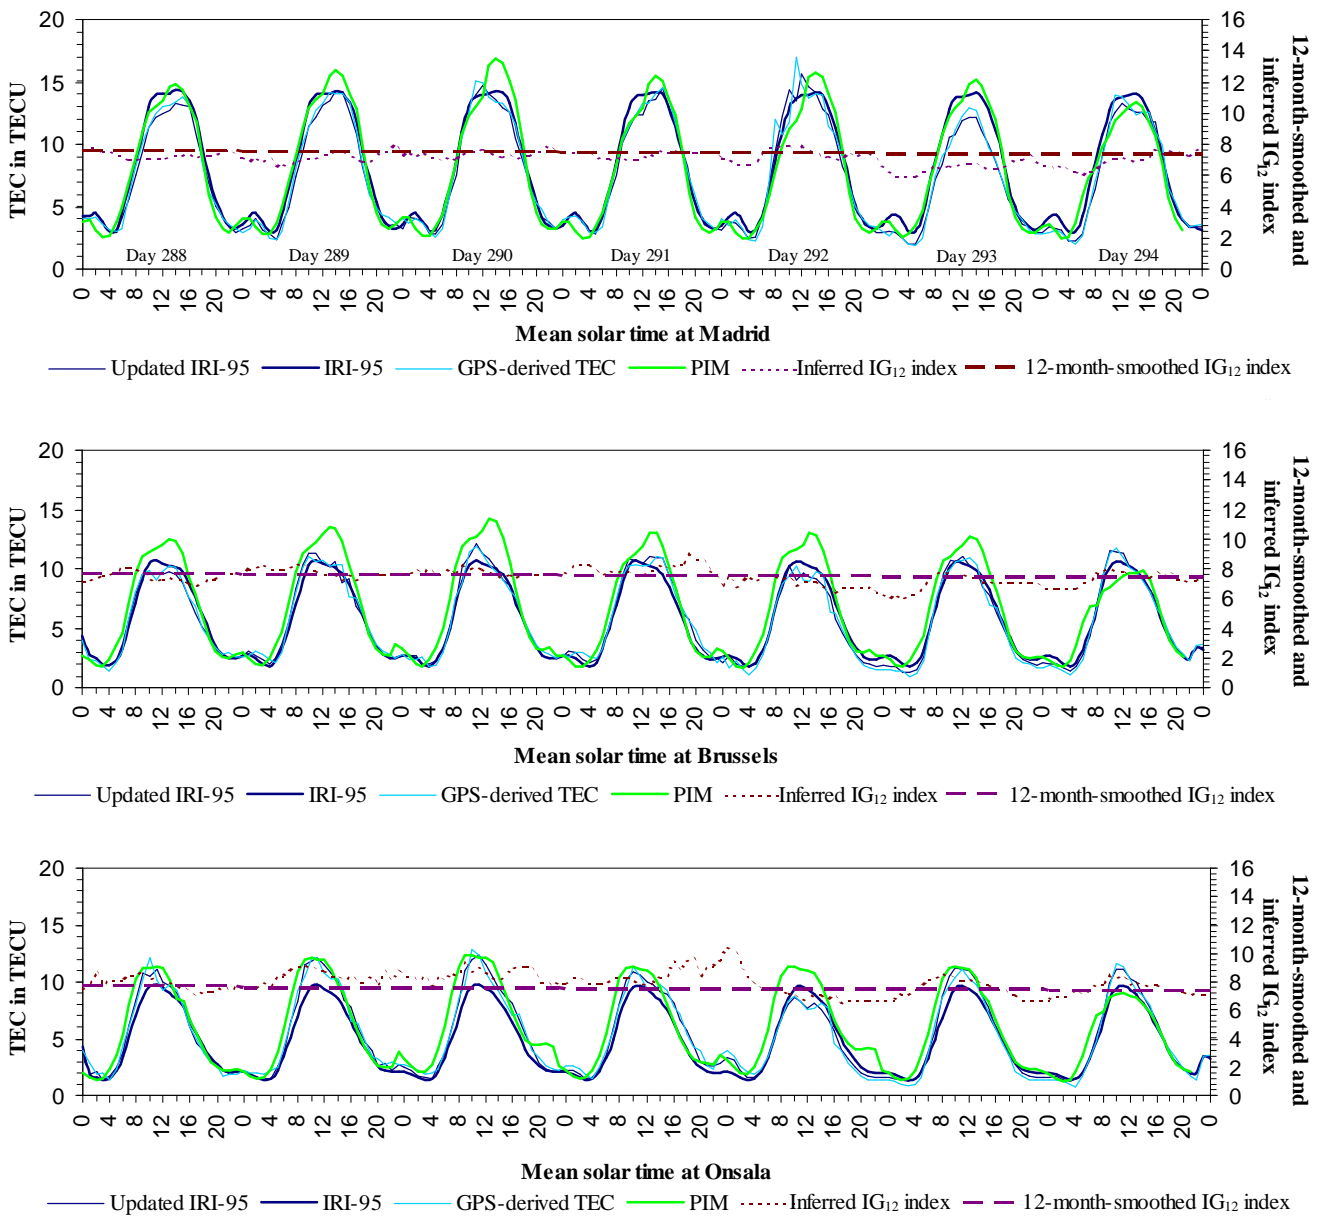 20
15
10
5
0
TEC in TECU
16
14
12
10
8
6
4
2
0
12-month-smoothed and
inferred IG12 index
Day 288 Day 289 Day 290 Day 291 Day 292 Day 293 Day 294
0 4 8 12 16 20 0 4 8 12 16 20 0 4 8 12 16 20 0 4 8 12 16 20 0 4 8 12 16 20 0 4 8 12 16 20 0 4 8 12 16 20 0
Mean solar time at Madrid
Updated IRI-95 IRI-95 GPS-derived TEC PIM Inferred IG12 index 12-month-smoothed IG12 index
20
15
10
5
0
TEC in TECU
16
14
12
10
8
6
4
2
0
12-month-smoothed and
inferred IG12 index
0 4 8 12 16 20 0 4 8 12 16 20 0 4 8 12 16 20 0 4 8 12 16 20 0 4 8 12 16 20 0 4 8 12 16 20 0 4 8 12 16 20 0
Mean solar time at Brussels
Updated IRI-95 IRI-95 GPS-derived TEC PIM Inferred IG12 index 12-month-smoothed IG12 index
20
15
10
5
0
TEC in TECU
16
14
12
10
8
6
4
2
0
12-month-smoothed and
inferred IG12 index
0 4 8 12 16 20 0 4 8 12 16 20 0 4 8 12 16 20 0 4 8 12 16 20 0 4 8 12 16 20 0 4 8 12 16 20 0 4 8 12 16 20 0
Mean solar time at Onsala
Updated IRI-95 IRI-95 GPS-derived TEC PIM Inferred IG12 index 12-month-smoothed IG12 index